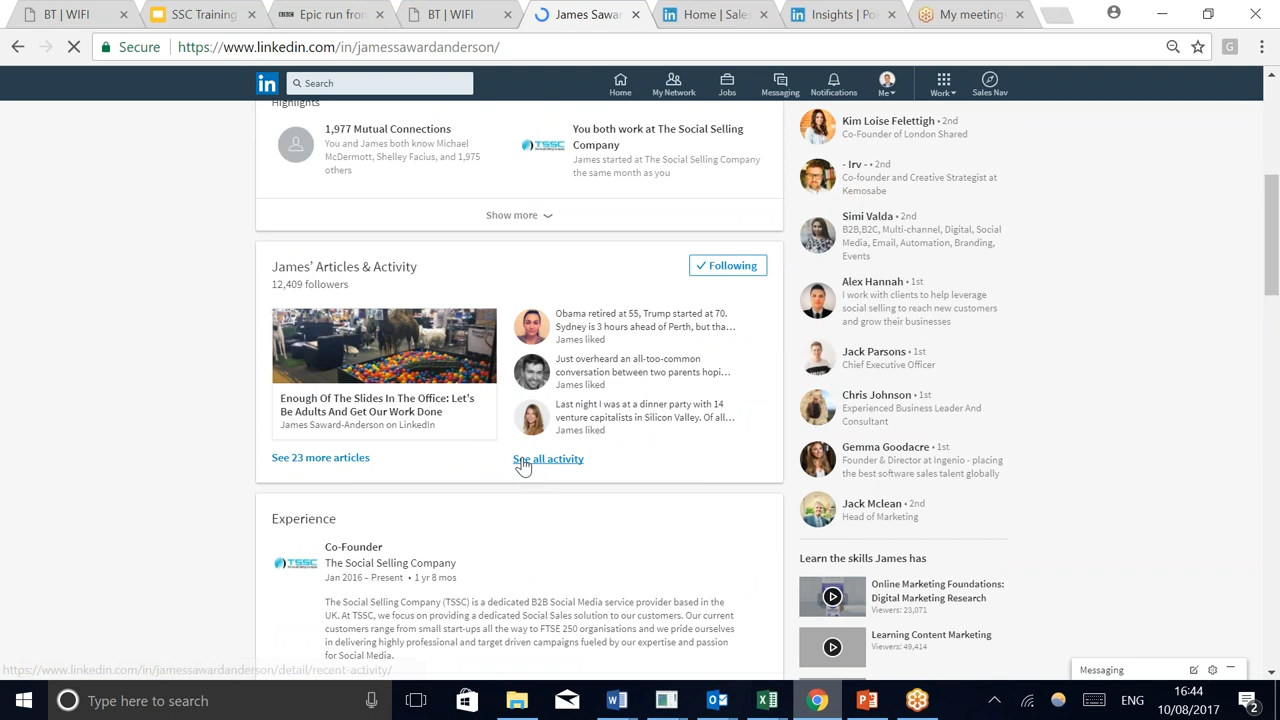 BT | WIFI
SSC Training
Epic run from
BT | WIFI
James Sawar
Home | Sales
Insights | Po
My meeting
Secure
https://www.linkedin.com/in/jamessawardanderson/
G
in
Search
Home
My Network
Jobs
Messaging
Notifications
Me
Work
Sales Nav
Highlights
1,977 Mutual Connections
You and James both know Michael
McDermott, Shelley Facius, and 1,975
others
TSSC
You both work at The Social Selling
Company
James started at The Social Selling Company
the same month as you
Show more
James' Articles & Activity
12,409 followers
Following
Enough Of The Slides In The Office: Let's
Be Adults And Get Our Work Done
James Saward-Anderson on LinkedIn
See 23 more articles
Obama retired at 55, Trump started at 70.
Sydney is 3 hours ahead of Perth, but tha…
James liked
Just overheard an all-too-common
conversation between two parents hopi…
James liked
Last night I was at a dinner party with 14
venture capitalists in Silicon Valley. Of all…
James liked
See all activity
Experience
TSSC
Co-Founder
The Social Selling Company
Jan 2016 – Present • 1 yr 8 mos
The Social Selling Company (TSSC) is a dedicated B2B Social Media service provider based in the
UK. At TSSC, we focus on providing a dedicated Social Sales solution to our customers. Our current
customers range from small start-ups all the way to FTSE 250 organisations and we pride ourselves
in delivering highly professional and target driven campaigns fueled by our expertise and passion
for Social Media.
Kim Loise Felettigh • 2nd
Co-Founder of London Shared
- Irv - • 2nd
Co-founder and Creative Strategist at
Kemosabe
Simi Valda • 2nd
B2B,B2C, Multi-channel, Digital, Social
Media, Email, Automation, Branding,
Events
Alex Hannah • 1st
I work with clients to help leverage
social selling to reach new customers
and grow their businesses
Jack Parsons • 1st
Chief Executive Officer
Chris Johnson • 1st
Experienced Business Leader And
Consultant
Gemma Goodacre • 1st
Founder & Director at Ingenio - placing
the best software sales talent globally
Jack Mclean • 2nd
Head of Marketing
Learn the skills James has
Online Marketing Foundations:
Digital Marketing Research
Viewers: 23,071
Learning Content Marketing
Viewers: 49,414
Messaging
https://www.linkedin.com/in/jamessawardanderson/detail/recent-activity/
Type here to search
ENG
16:44
10/08/2017
2